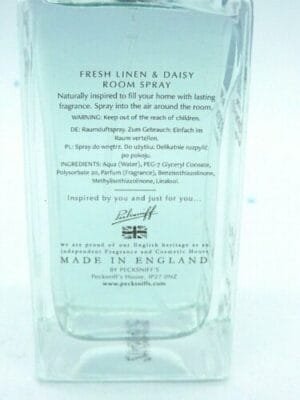 FRESH LINEN & DAISY
ROOM SPRAY
Naturally inspired to fill your home with lasting
fragrance. Spray into the air around the room.
WARNING: Keep out of the reach of children.
DE: Raumduftspray. Zum Gebrauch: Einfach im
Raum verteilen.
PL: Spray do wnętrz. Do użytku: Delikatnie rozpylić
po pokoju.
INGREDIENTS: Aqua (Water), PEG-7 Glyceryl Cocoate,
Polysorbate 20, Parfum (Fragrance), Benzisothiazolinone,
Methylisothiazolinone, Linalool.
Inspired by you and just for you...
Pecksniff
we are proud of our English heritage as an
independent Fragrance and Cosmetic House
MADE IN ENGLAND
BY PECKSNIFF'S
Pecksniff's House, IP27 0NZ
www.pecksniffs.com